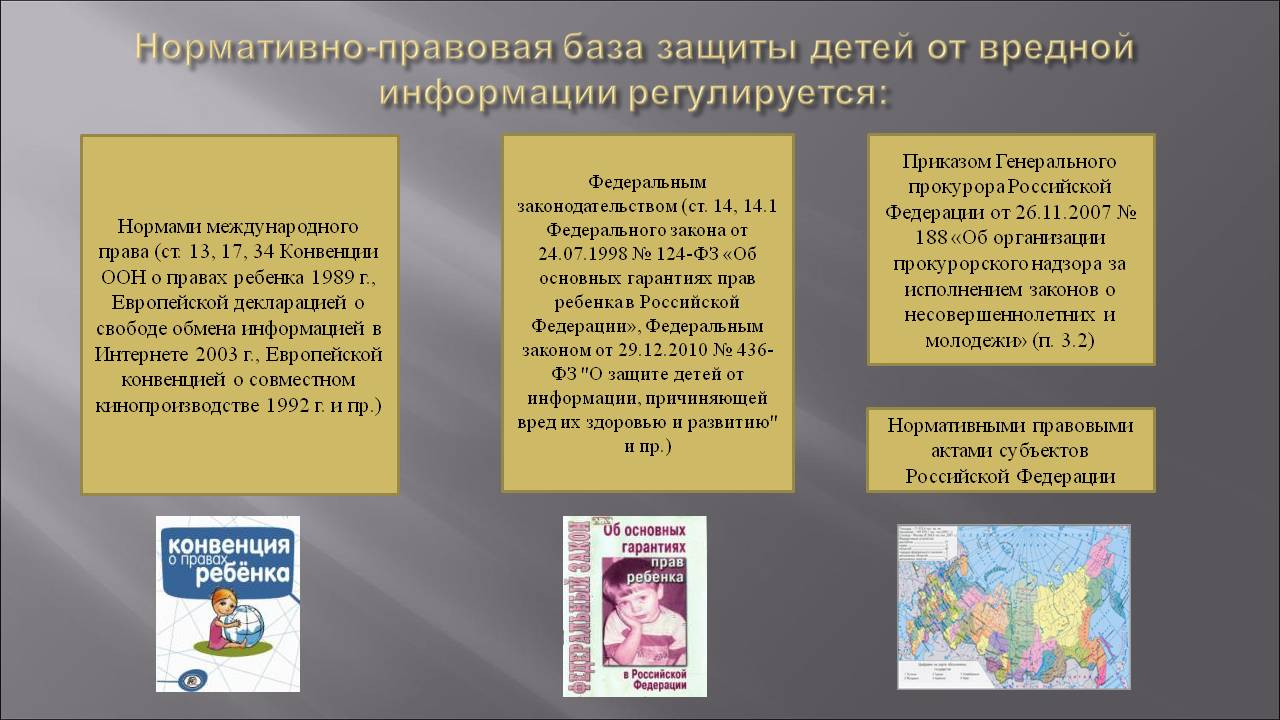 Нормативно-правовая база защиты детей от вредной
информации регулируется:
Нормами международного
права (ст. 13, 17, 34 Конвенции
ООН о правах ребенка 1989 г.,
Европейской декларацией о
свободе обмена информацией в
Интернете 2003 г., Европейской
конвенцией о совместном
кинопроизводстве 1992 г. и пр.)
Федеральным
законодательством (ст. 14, 14.1
Федерального закона от
24.07.1998 № 124-ФЗ «Об
основных гарантиях прав
ребенка в Российской
Федерации», Федеральным
законом от 29.12.2010 № 436-
ФЗ "О защите детей от
информации, причиняющей
вред их здоровью и развитию"
и пр.)
Приказом Генерального
прокурора Российской
Федерации от 26.11.2007 №
188 «Об организации
прокурорского надзора за
исполнением законов о
несовершеннолетних и
молодежи» (п. 3.2)
Нормативными правовыми
актами субъектов
Российской Федерации
конвенция
о правах
ребёнка
ФЕДЕРАЛЬНЫЙ ЗАКОН
Об основных
гарантиях
прав
ребенка
в Российской
Федерации